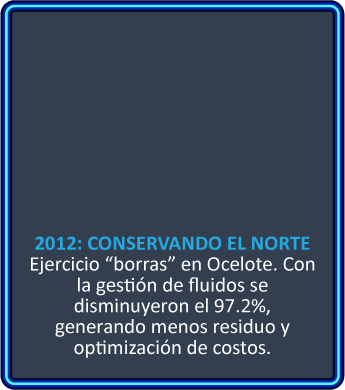 2012: CONSERVANDO EL NORTE
Ejercicio “borras” en Ocelote. Con
la gestión de fluidos se
disminuyeron el 97.2%,
generando menos residuo y
optimización de costos.